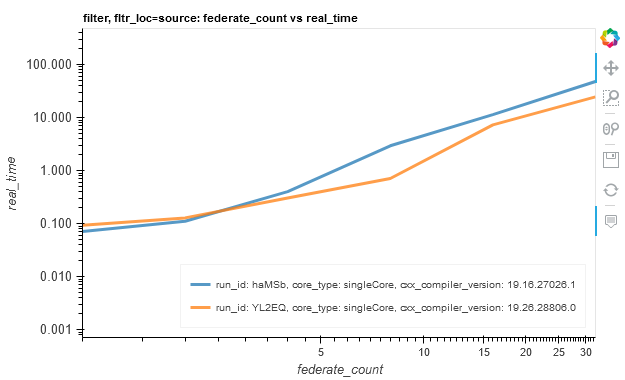 filter, fltr_loc=source: federate_count vs real_time
100.000
10.000
1.000
0.100
0.010
0.001
real_time
run_id: haMSb, core_type: singleCore, cxx_compiler_version: 19.16.27026.1
run_id: YL2EQ, core_type: singleCore, cxx_compiler_version: 19.26.28806.0
5 10 15 20 25 30
federate_count